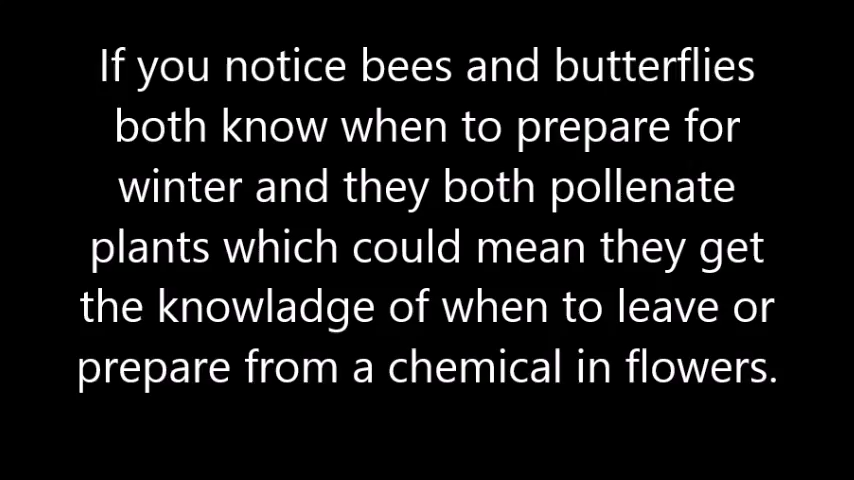 If you notice bees and butterflies
both know when to prepare for
winter and they both pollenate
plants which could mean they get
the knowladge of when to leave or
prepare from a chemical in flowers.